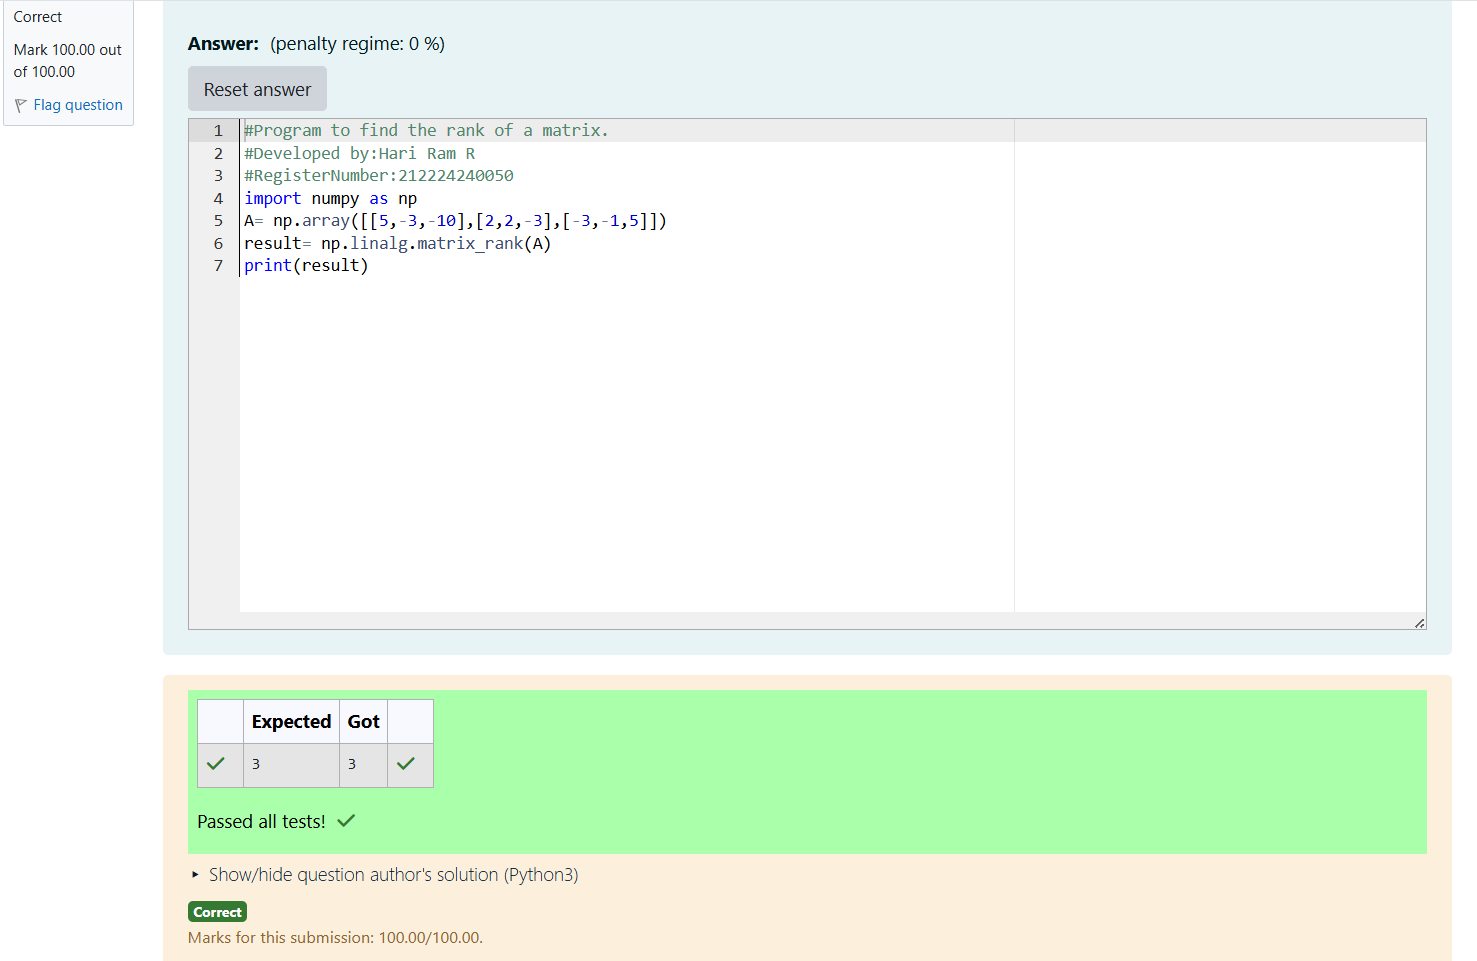 Correct
Mark 100.00 out
of 100.00
Flag question
Answer: (penalty regime: 0 %)
Reset answer
1 #Program to find the rank of a matrix.
2 #Developed by:Hari Ram R
3 #RegisterNumber:212224240050
4 import numpy as np
5 A= np.array([[5,-3,-10],[2,2,-3],[-3,-1,5]])
6 result= np.linalg.matrix_rank(A)
7 print(result)
Expected Got
3 3
Passed all tests!
Show/hide question author's solution (Python3)
Correct
Marks for this submission: 100.00/100.00.